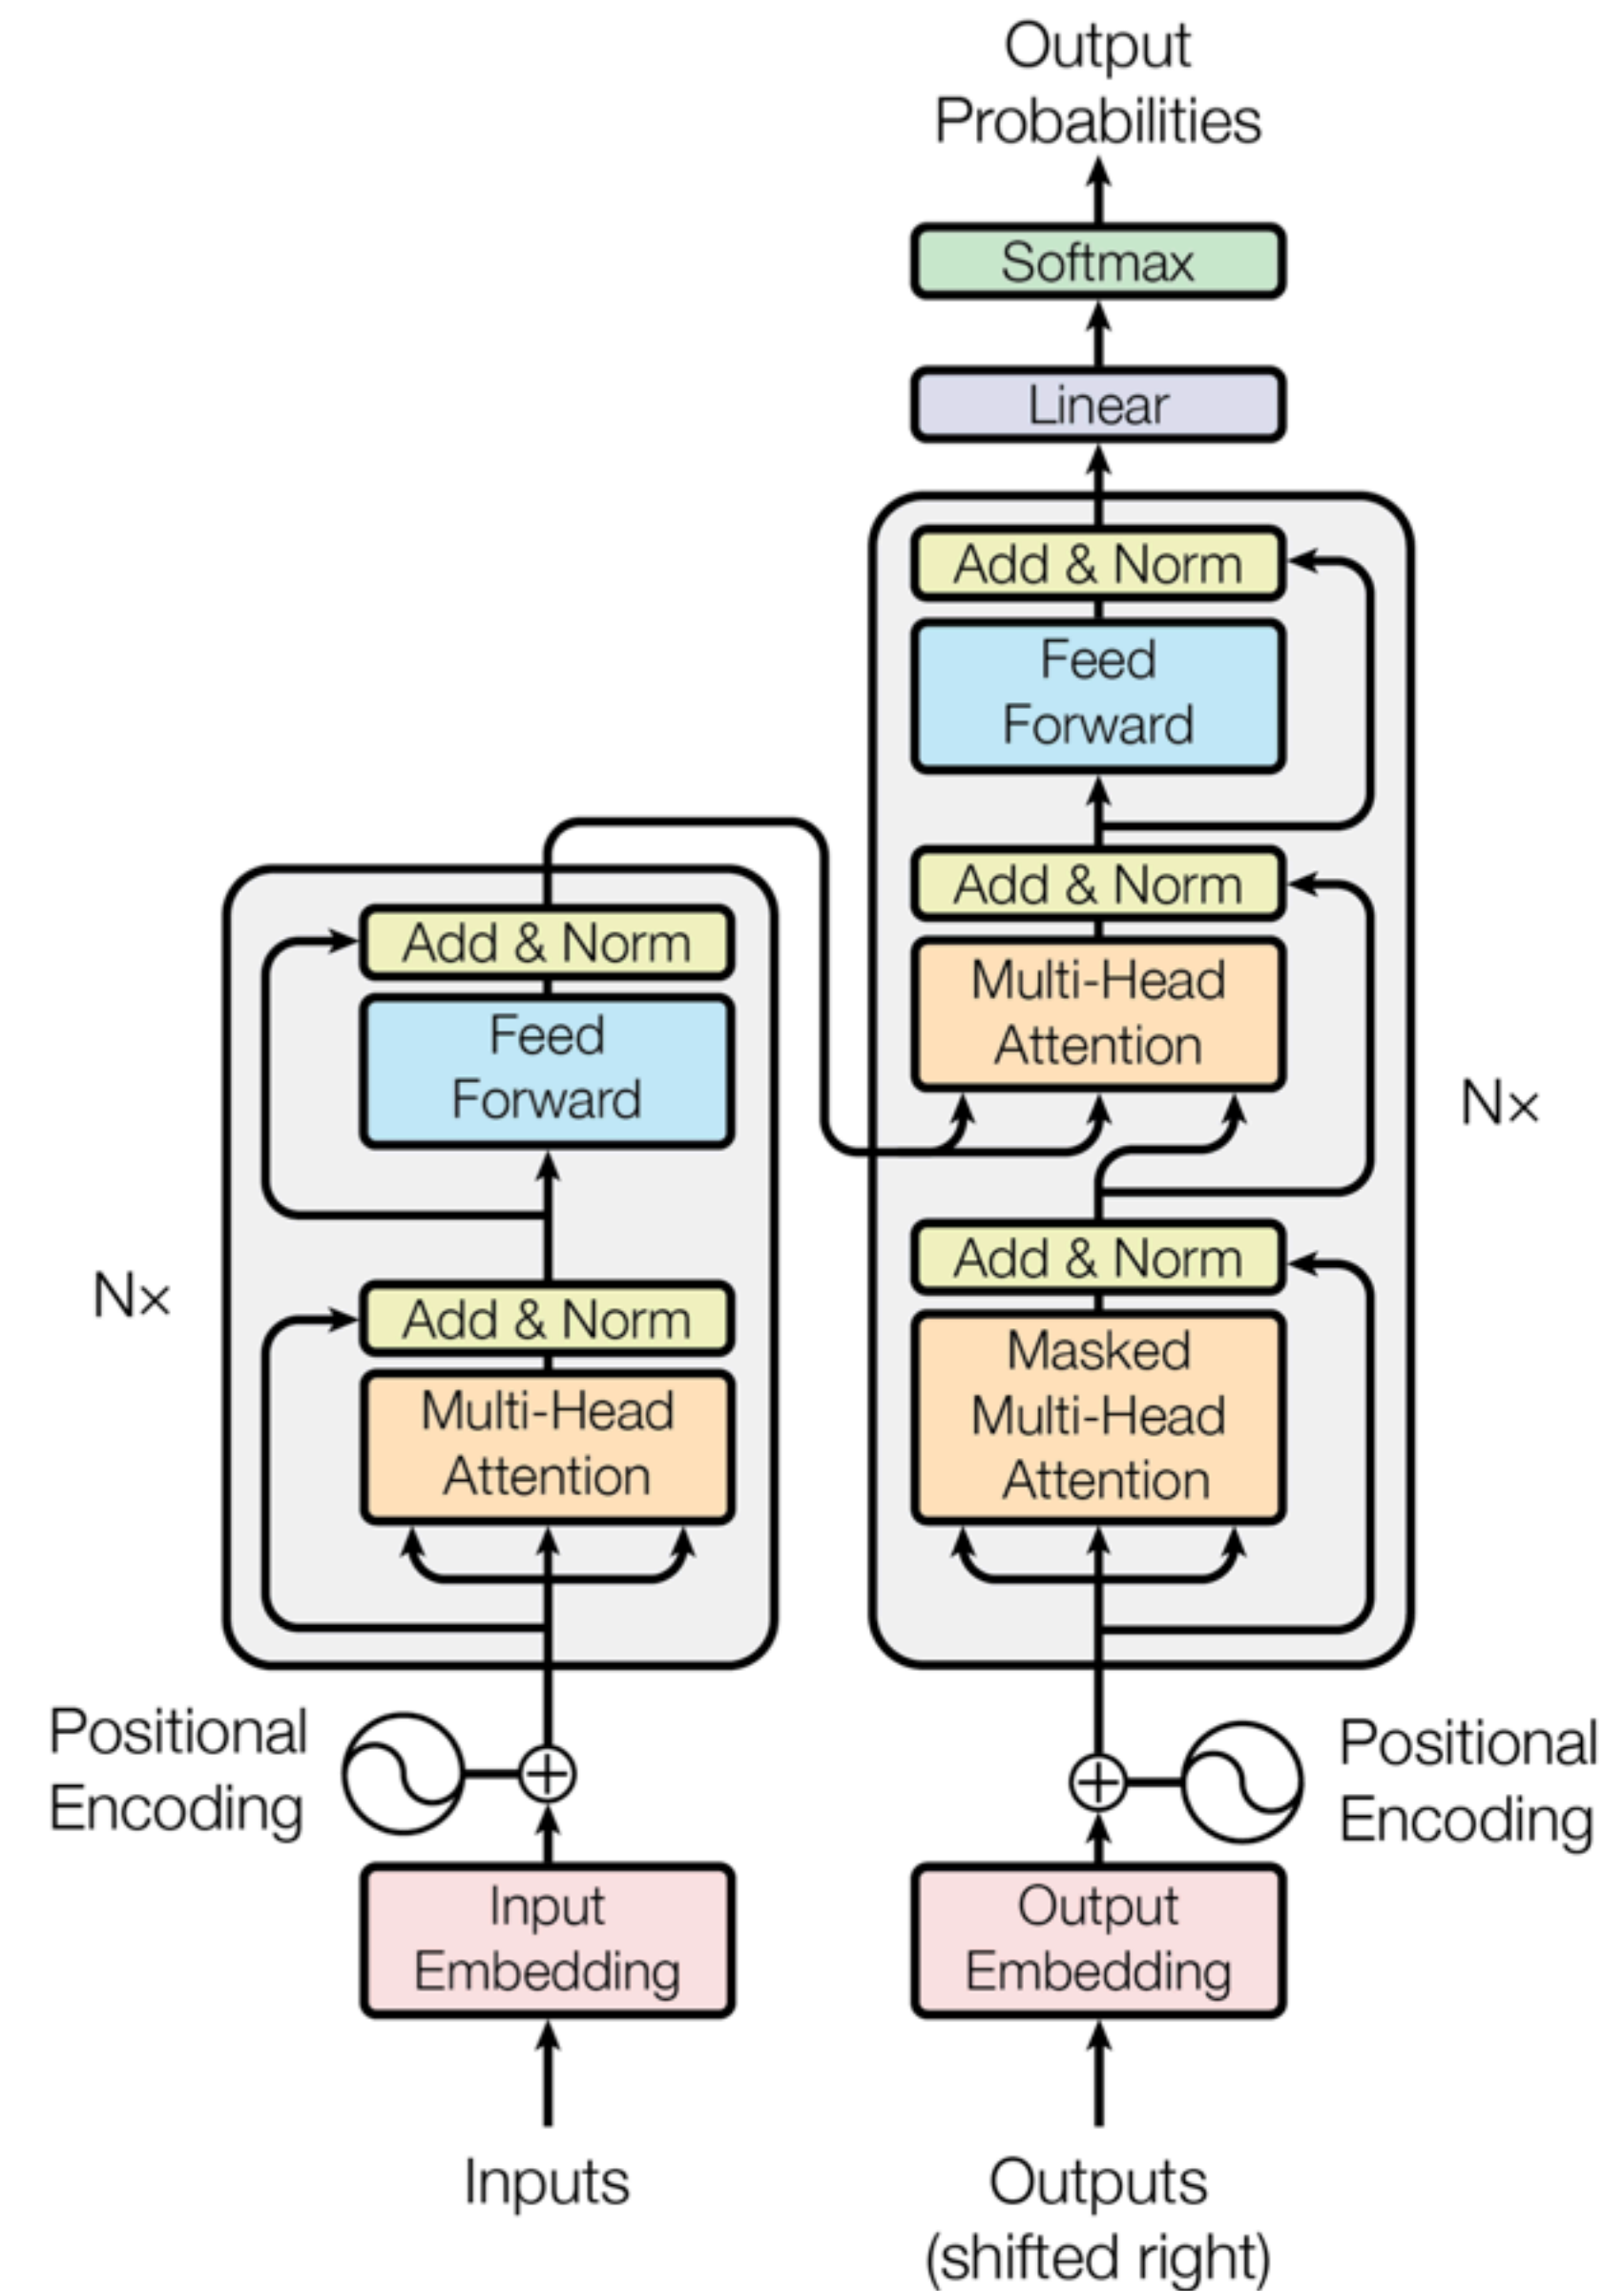 Output
Probabilities
Softmax
Linear
Add & Norm
Feed
Forward
Add & Norm
Multi-Head
Attention
Add & Norm
Masked
Multi-Head
Attention
N×
Add & Norm
Feed
Forward
Add & Norm
Multi-Head
Attention
N×
Positional
Encoding
Positional
Encoding
Input
Embedding
Output
Embedding
Inputs
Outputs
(shifted right)